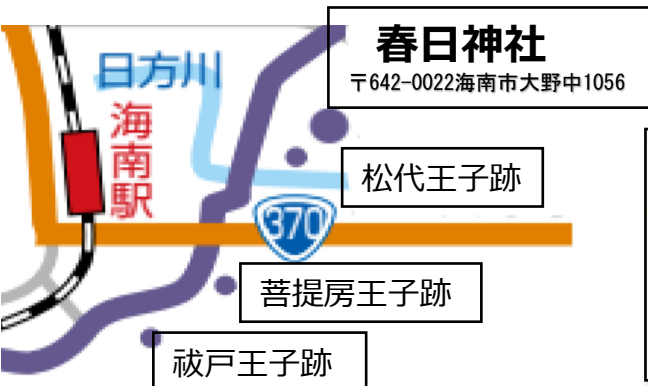 春日神社
〒642-0022海南市大野中1056
日方川
海南駅
松代王子跡
370
菩提房王子跡
祓戸王子跡